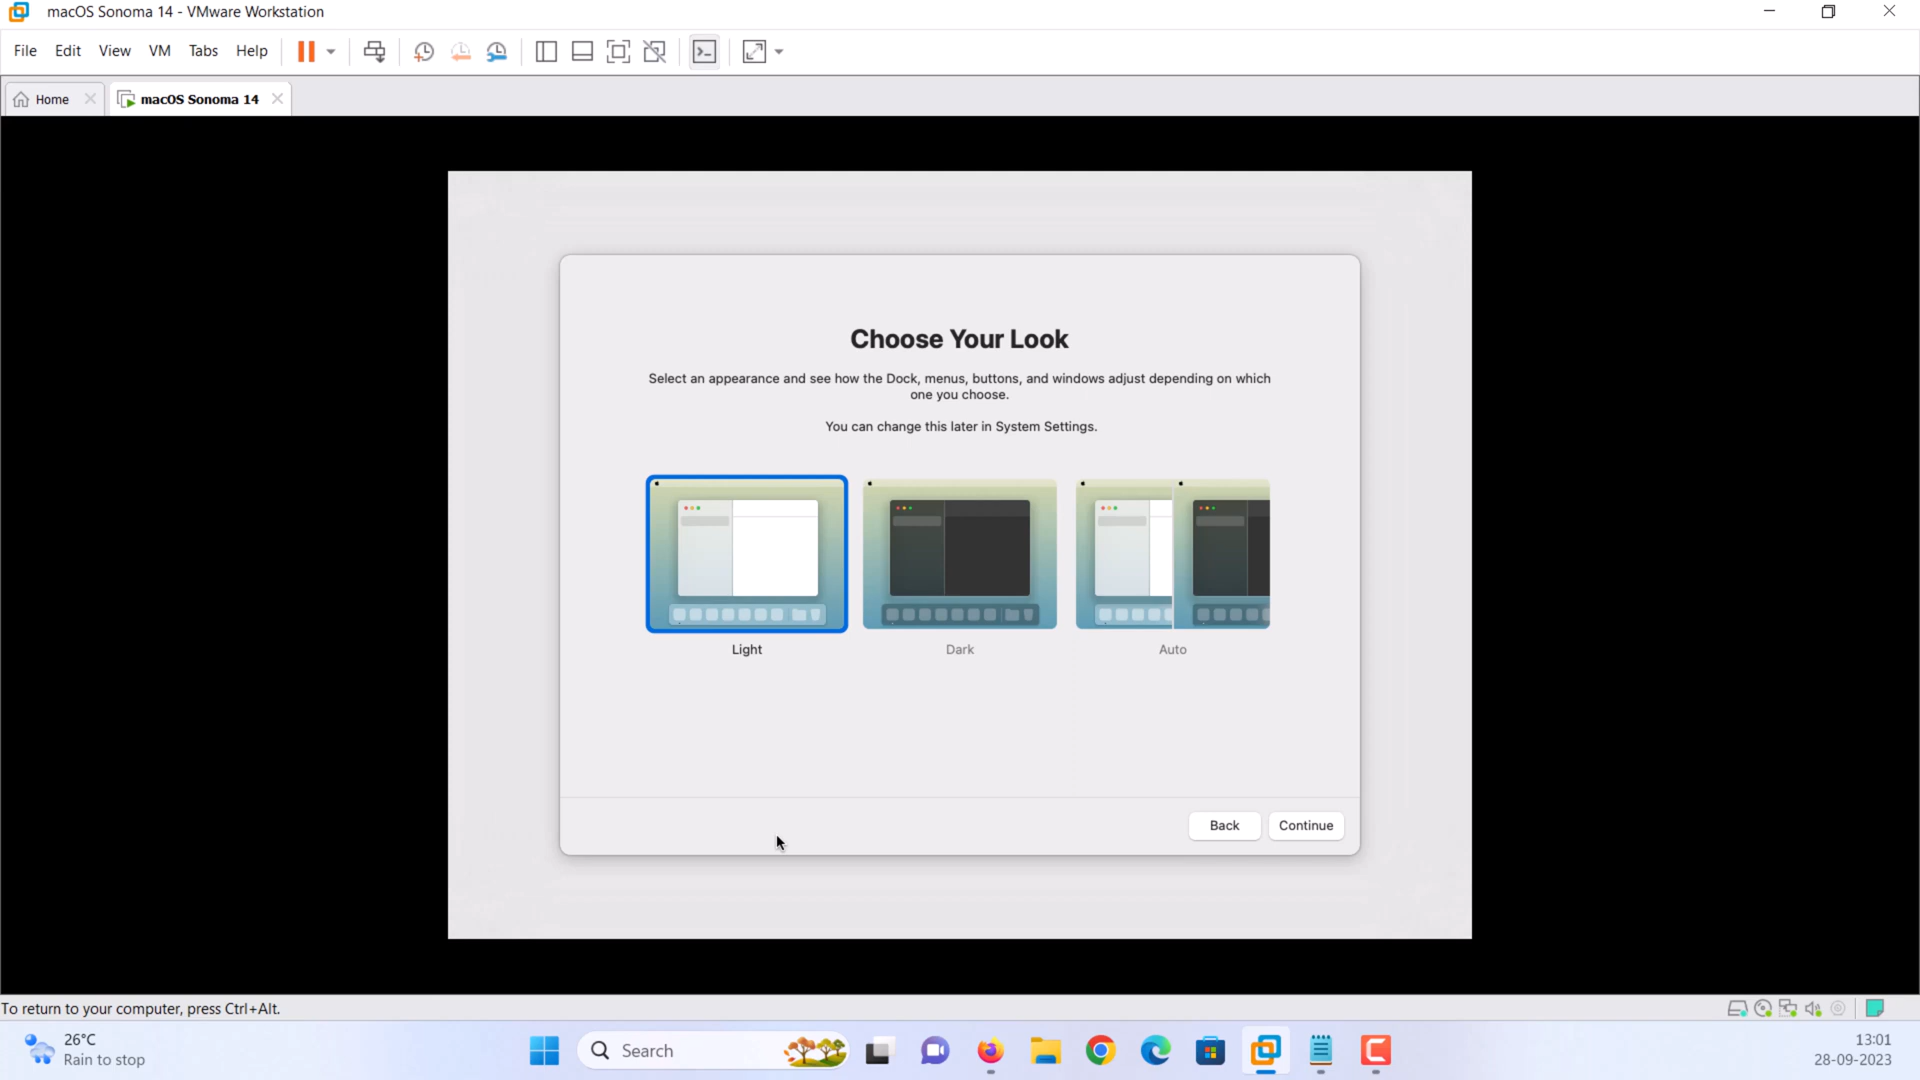 macOS Sonoma 14 - VMware Workstation
File Edit View VM Tabs Help
Home macOS Sonoma 14
Choose Your Look
Select an appearance and see how the Dock, menus, buttons, and windows adjust depending on which
one you choose.
You can change this later in System Settings.
Light Dark Auto
Back Continue
To return to your computer, press Ctrl+Alt.
26°C
Rain to stop
Search
13:01
28-09-2023